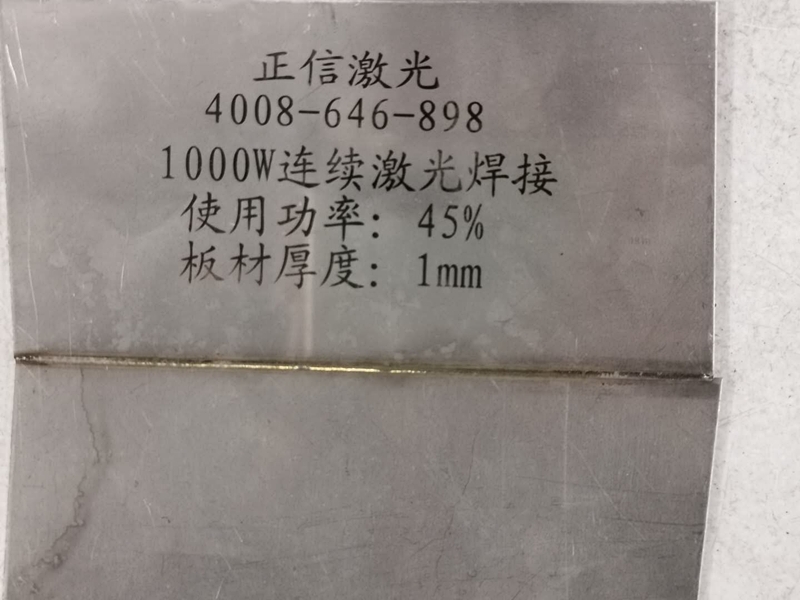 正信激光
4008-646-898
1000W连续激光焊接
使用功率: 45%
板材厚度: 1mm